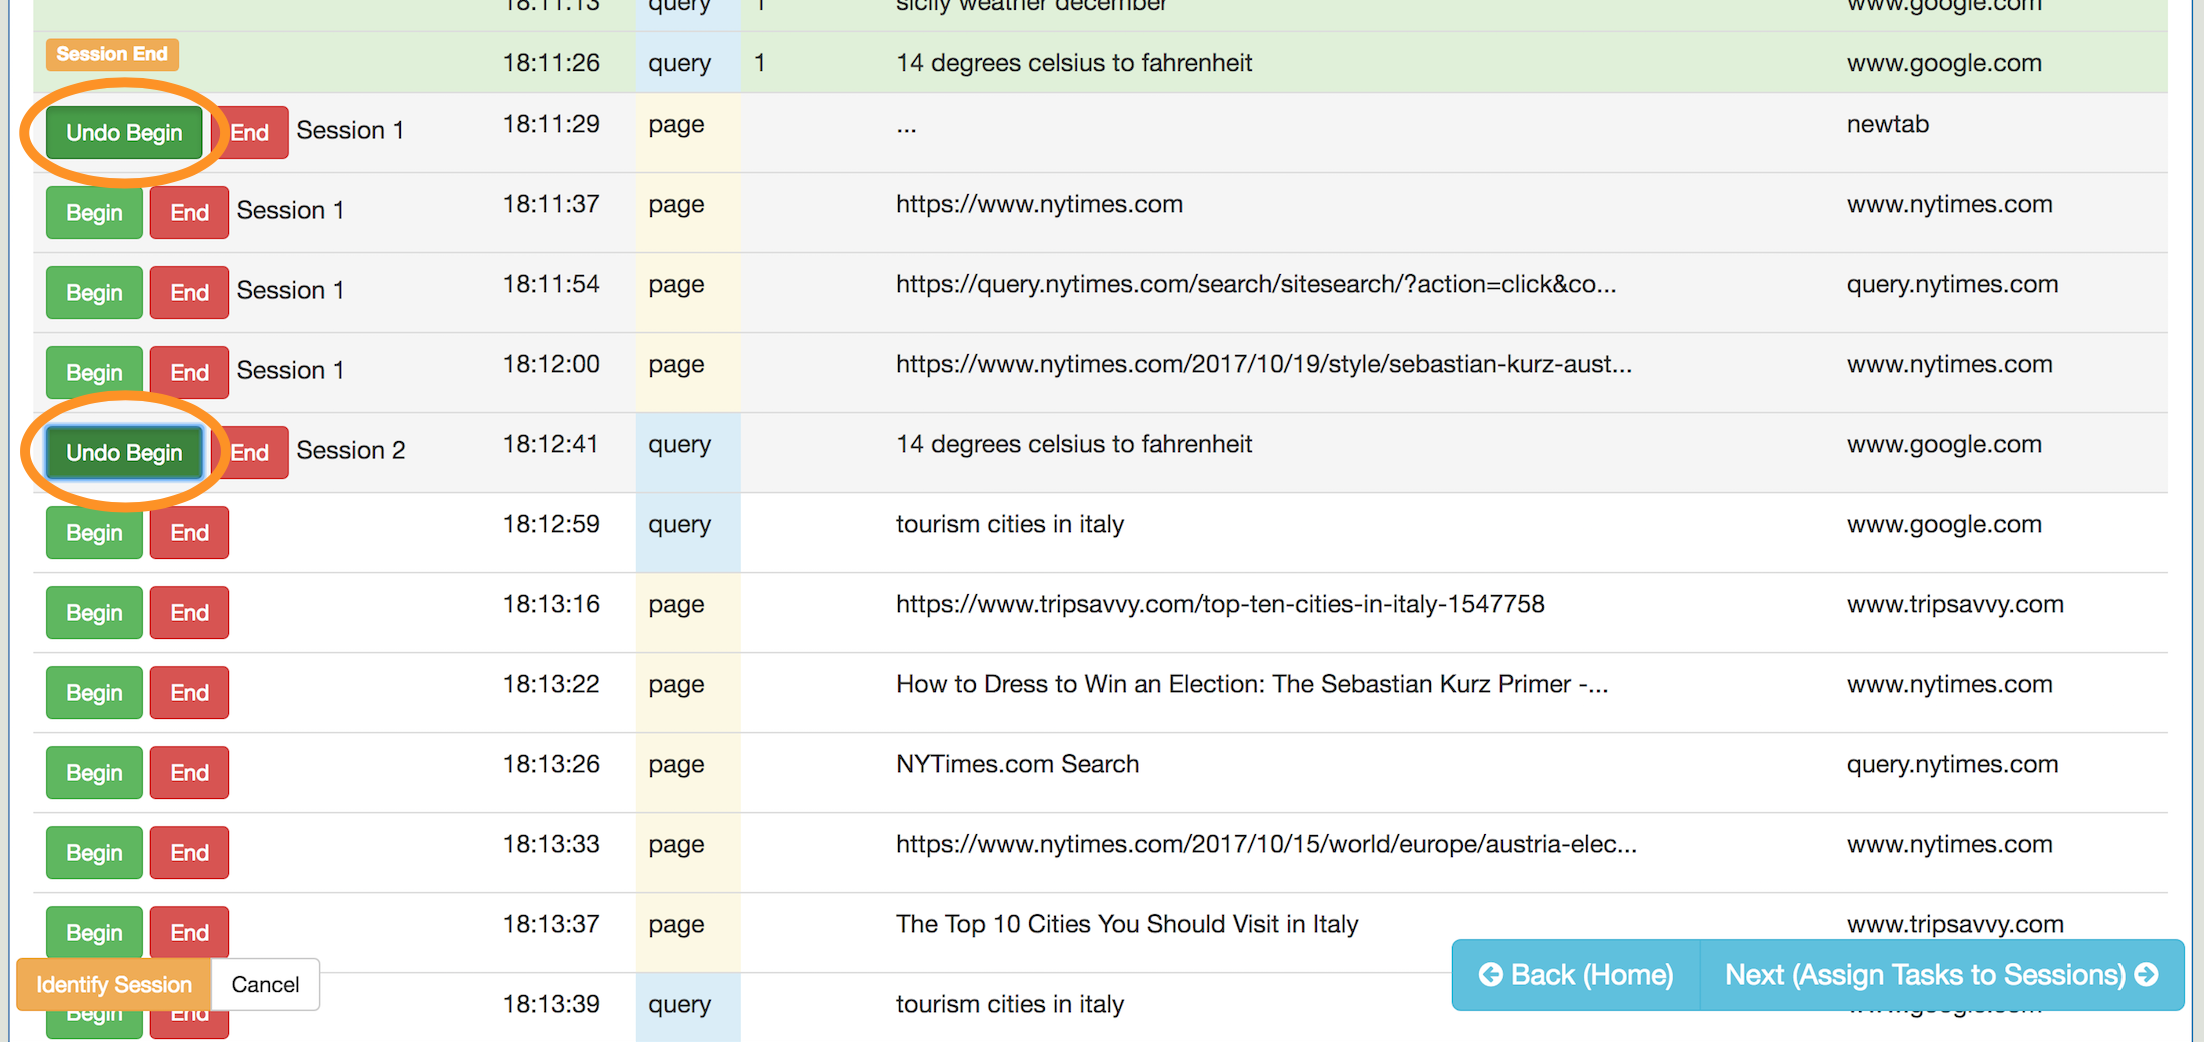 18:11:13 query 1 sicily weather december www.google.com
Session End 18:11:26 query 1 14 degrees celsius to fahrenheit www.google.com
Undo Begin End Session 1 18:11:29 page ... newtab
Begin End Session 1 18:11:37 page https://www.nytimes.com www.nytimes.com
Begin End Session 1 18:11:54 page https://query.nytimes.com/search/sitesearch/?action=click&co... query.nytimes.com
Begin End Session 1 18:12:00 page https://www.nytimes.com/2017/10/19/style/sebastian-kurz-aust... www.nytimes.com
Undo Begin End Session 2 18:12:41 query 14 degrees celsius to fahrenheit www.google.com
Begin End 18:12:59 query tourism cities in italy www.google.com
Begin End 18:13:16 page https://www.tripsavvy.com/top-ten-cities-in-italy-1547758 www.tripsavvy.com
Begin End 18:13:22 page How to Dress to Win an Election: The Sebastian Kurz Primer -... www.nytimes.com
Begin End 18:13:26 page NYTimes.com Search query.nytimes.com
Begin End 18:13:33 page https://www.nytimes.com/2017/10/15/world/europe/austria-elec... www.nytimes.com
Begin End 18:13:37 page The Top 10 Cities You Should Visit in Italy www.tripsavvy.com
Identify Session Cancel Back (Home) Next (Assign Tasks to Sessions)
Begin End 18:13:39 query tourism cities in italy www.google.com